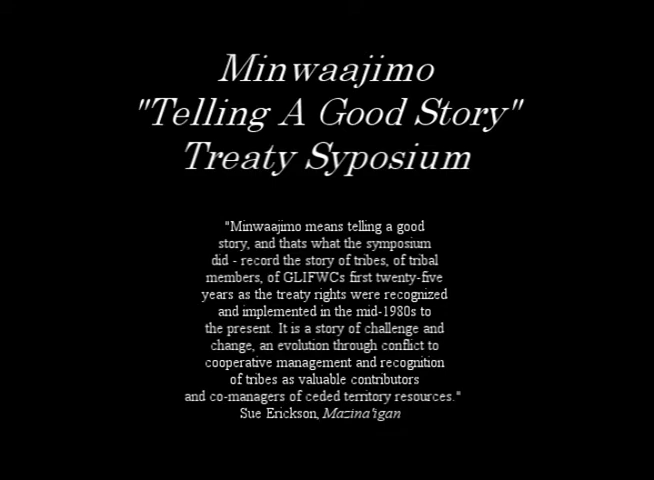 Minwaajimo
"Telling A Good Story"
Treaty Syposium
"Minwaajimo means telling a good
story, and thats what the symposium
did - record the story of tribes, of tribal
members, of GLIFWCs first twenty-five
years as the treaty rights were recognized
and implemented in the mid-1980s to
the present. It is a story of challenge and
change, an evolution through conflict to
cooperative management and recognition
of tribes as valuable contributors
and co-managers of ceded territory resources."
Sue Erickson, Mazina'igan